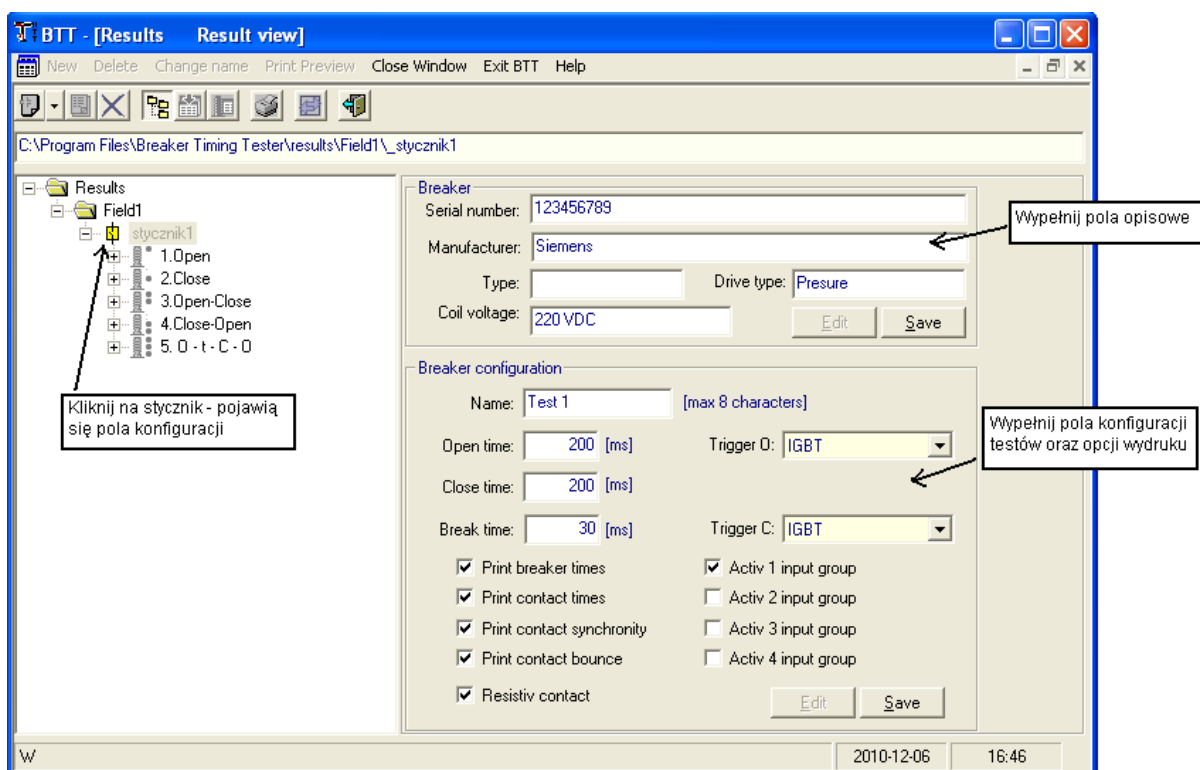 BTT - [Results Result view]
New Delete Change name Print Preview Close Window Exit BTT Help
C:\Program Files\Breaker Timing Tester\results\Field1\_stycznik1
Results
Field1
stycznik1
1.Open
2.Close
3.Open-Close
4.Close-Open
5. O - t - C - O
Kliknij na stycznik - pojawią
się pola konfiguracji
Breaker
Serial number: 123456789
Manufacturer: Siemens
Type: Drive type: Presure
Coil voltage: 220 VDC Edit Save
Wypełnij pola opisowe
Breaker configuration
Name: Test 1 [max 8 characters]
Open time: 200 [ms] Trigger O: IGBT
Close time: 200 [ms]
Break time: 30 [ms] Trigger C: IGBT
Wypełnij pola konfiguracji
testów oraz opcji wydruku
Print breaker times Activ 1 input group
Print contact times Activ 2 input group
Print contact synchronity Activ 3 input group
Print contact bounce Activ 4 input group
Resistiv contact Edit Save
W 2010-12-06 16:46